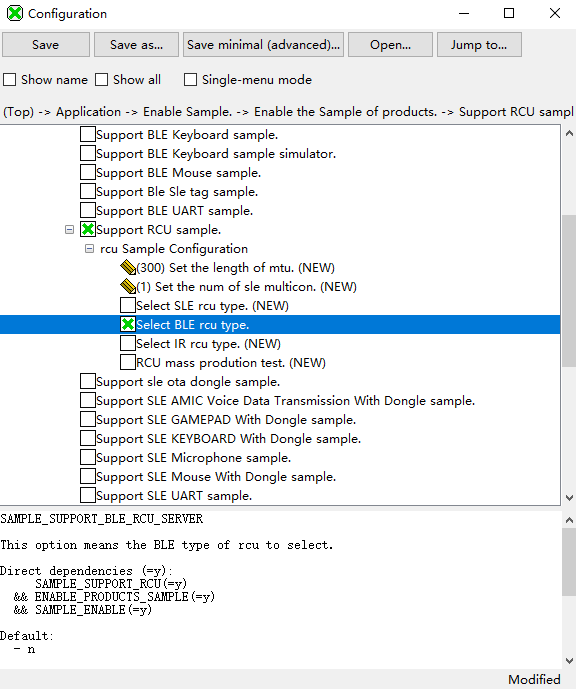 Configuration
Save
Save as...
Save minimal (advanced)...
Open...
Jump to...
Show name
Show all
Single-menu mode
(Top) -> Application -> Enable Sample. -> Enable the Sample of products. -> Support RCU sampl
Support BLE Keyboard sample.
Support BLE Keyboard sample simulator.
Support BLE Mouse sample.
Support Ble Sle tag sample.
Support BLE UART sample.
Support RCU sample.
rcu Sample Configuration
(300) Set the length of mtu. (NEW)
(1) Set the num of sle multicon. (NEW)
Select SLE rcu type. (NEW)
Select BLE rcu type.
Select IR rcu type. (NEW)
RCU mass prodution test. (NEW)
Support sle ota dongle sample.
Support SLE AMIC Voice Data Transmission With Dongle sample.
Support SLE GAMEPAD With Dongle sample.
Support SLE KEYBOARD With Dongle sample.
Support SLE Microphone sample.
Support SLE Mouse With Dongle sample.
Support SLE UART sample.
SAMPLE_SUPPORT_BLE_RCU_SERVER
This option means the BLE type of rcu to select.
Direct dependencies (=y):
SAMPLE_SUPPORT_RCU(=y)
&& ENABLE_PRODUCTS_SAMPLE(=y)
&& SAMPLE_ENABLE(=y)
Default:
- n
Modified